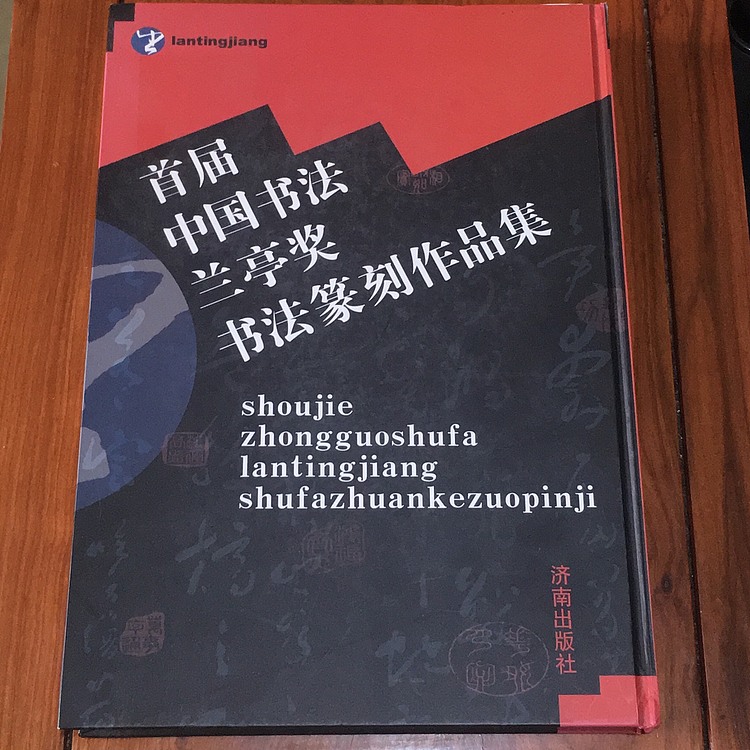 lantingjiang
首届
中国书法
兰亭奖
书法篆刻作品集
shoujie
zhongguoshufa
lantingjiang
shufazhuankezuopinji
济南出版社